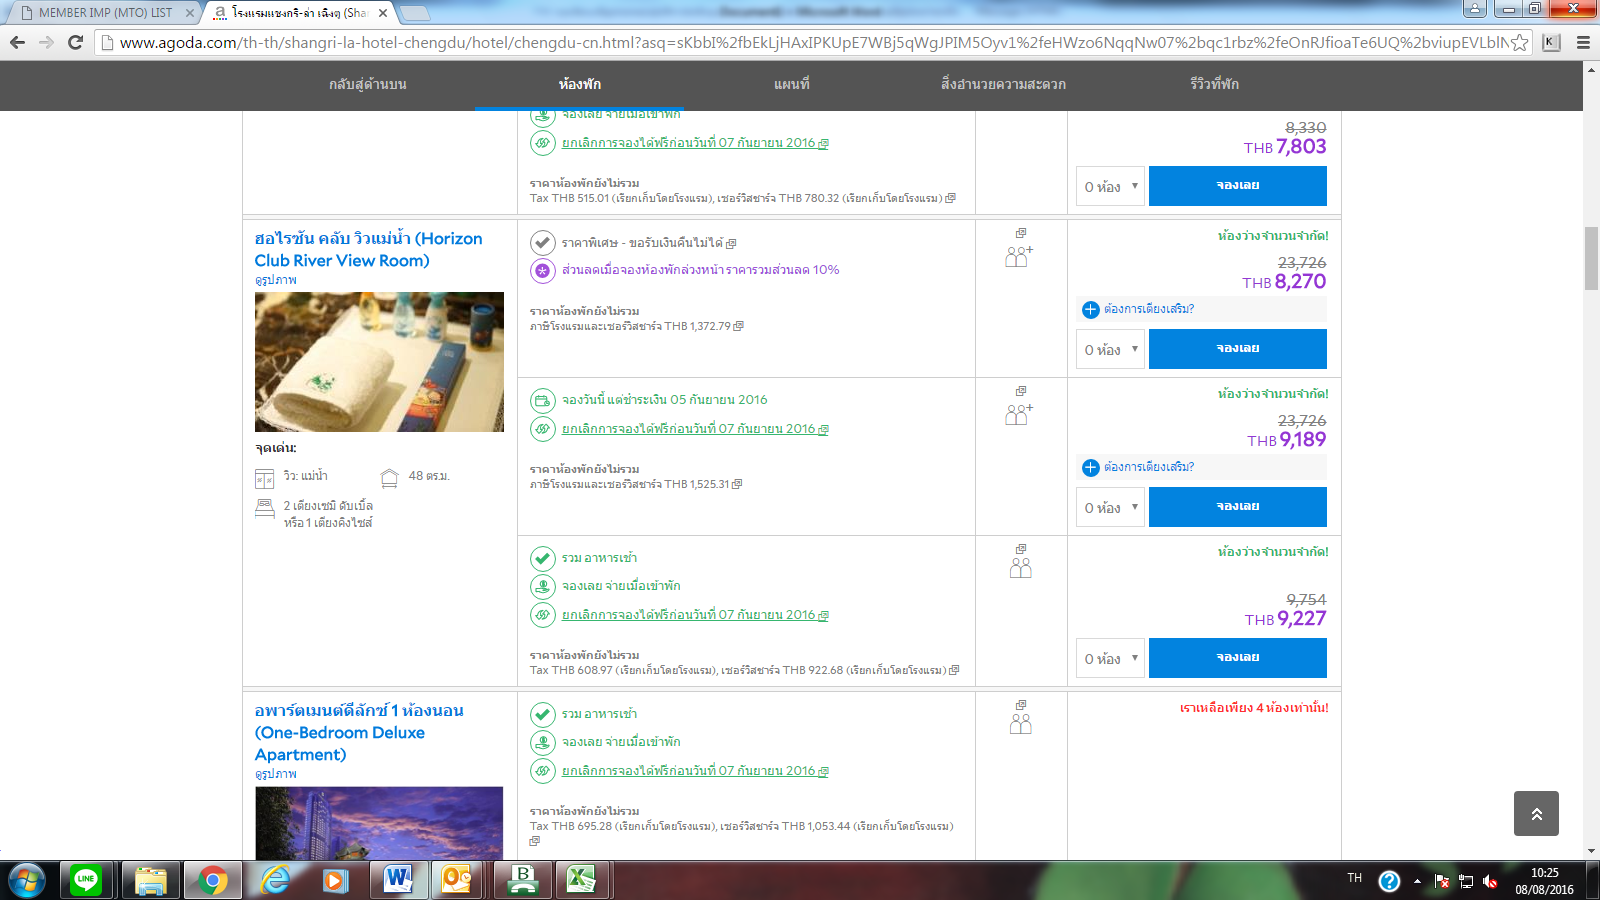 MEMBER IMP (MTO) LIST
โรงแรมแชงกรี-ล่า เฉิงตู (Shan
www.agoda.com/th-th/shangri-la-hotel-chengdu/hotel/chengdu-cn.html?asq=sKbbI%2fbEkLjHAxIPKUpE7WBj5qWgJPIM5Oyv1%2feHWzo6NqqNw07%2bqc1rbz%2feOnRJfioaTe6UQ%2bviupEVLblN
กลับสู่ด้านบน
ห้องพัก
แผนที่
สิ่งอำนวยความสะดวก
รีวิวที่พัก
จองเลย จ่ายเมื่อเข้าพัก
ยกเลิกการจองได้ฟรีก่อนวันที่ 07 กันยายน 2016
ราคาห้องพักยังไม่รวม
Tax THB 515.01 (เรียกเก็บโดยโรงแรม), เซอร์วิสชาร์จ THB 780.32 (เรียกเก็บโดยโรงแรม)
8,330
THB 7,803
0 ห้อง
จองเลย
ฮอไรซัน คลับ วิวแม่น้ำ (Horizon
Club River View Room)
ดูรูปภาพ
จุดเด่น:
วิว: แม่น้ำ
48 ตร.ม.
2 เตียงเซมิ ดับเบิ้ล
หรือ 1 เตียงคิงไซส์
ราคาพิเศษ - ขอรับเงินคืนไม่ได้
ส่วนลดเมื่อจองห้องพักล่วงหน้า ราคารวมส่วนลด 10%
ราคาห้องพักยังไม่รวม
ภาษีโรงแรมและเซอร์วิสชาร์จ THB 1,372.79
ห้องว่างจำนวนจำกัด!
23,726
THB 8,270
ต้องการเตียงเสริม?
0 ห้อง
จองเลย
จองวันนี้ แต่ชำระเงิน 05 กันยายน 2016
ยกเลิกการจองได้ฟรีก่อนวันที่ 07 กันยายน 2016
ราคาห้องพักยังไม่รวม
ภาษีโรงแรมและเซอร์วิสชาร์จ THB 1,525.31
ห้องว่างจำนวนจำกัด!
23,726
THB 9,189
ต้องการเตียงเสริม?
0 ห้อง
จองเลย
รวม อาหารเช้า
จองเลย จ่ายเมื่อเข้าพัก
ยกเลิกการจองได้ฟรีก่อนวันที่ 07 กันยายน 2016
ราคาห้องพักยังไม่รวม
Tax THB 608.97 (เรียกเก็บโดยโรงแรม), เซอร์วิสชาร์จ THB 922.68 (เรียกเก็บโดยโรงแรม)
ห้องว่างจำนวนจำกัด!
9,754
THB 9,227
0 ห้อง
จองเลย
อพาร์ตเมนต์ดีลักซ์ 1 ห้องนอน
(One-Bedroom Deluxe
Apartment)
ดูรูปภาพ
รวม อาหารเช้า
จองเลย จ่ายเมื่อเข้าพัก
ยกเลิกการจองได้ฟรีก่อนวันที่ 07 กันยายน 2016
ราคาห้องพักยังไม่รวม
Tax THB 695.28 (เรียกเก็บโดยโรงแรม), เซอร์วิสชาร์จ THB 1,053.44 (เรียกเก็บโดยโรงแรม)
เราเหลือเพียง 4 ห้องเท่านั้น!
LINE
TH
10:25
08/08/2016